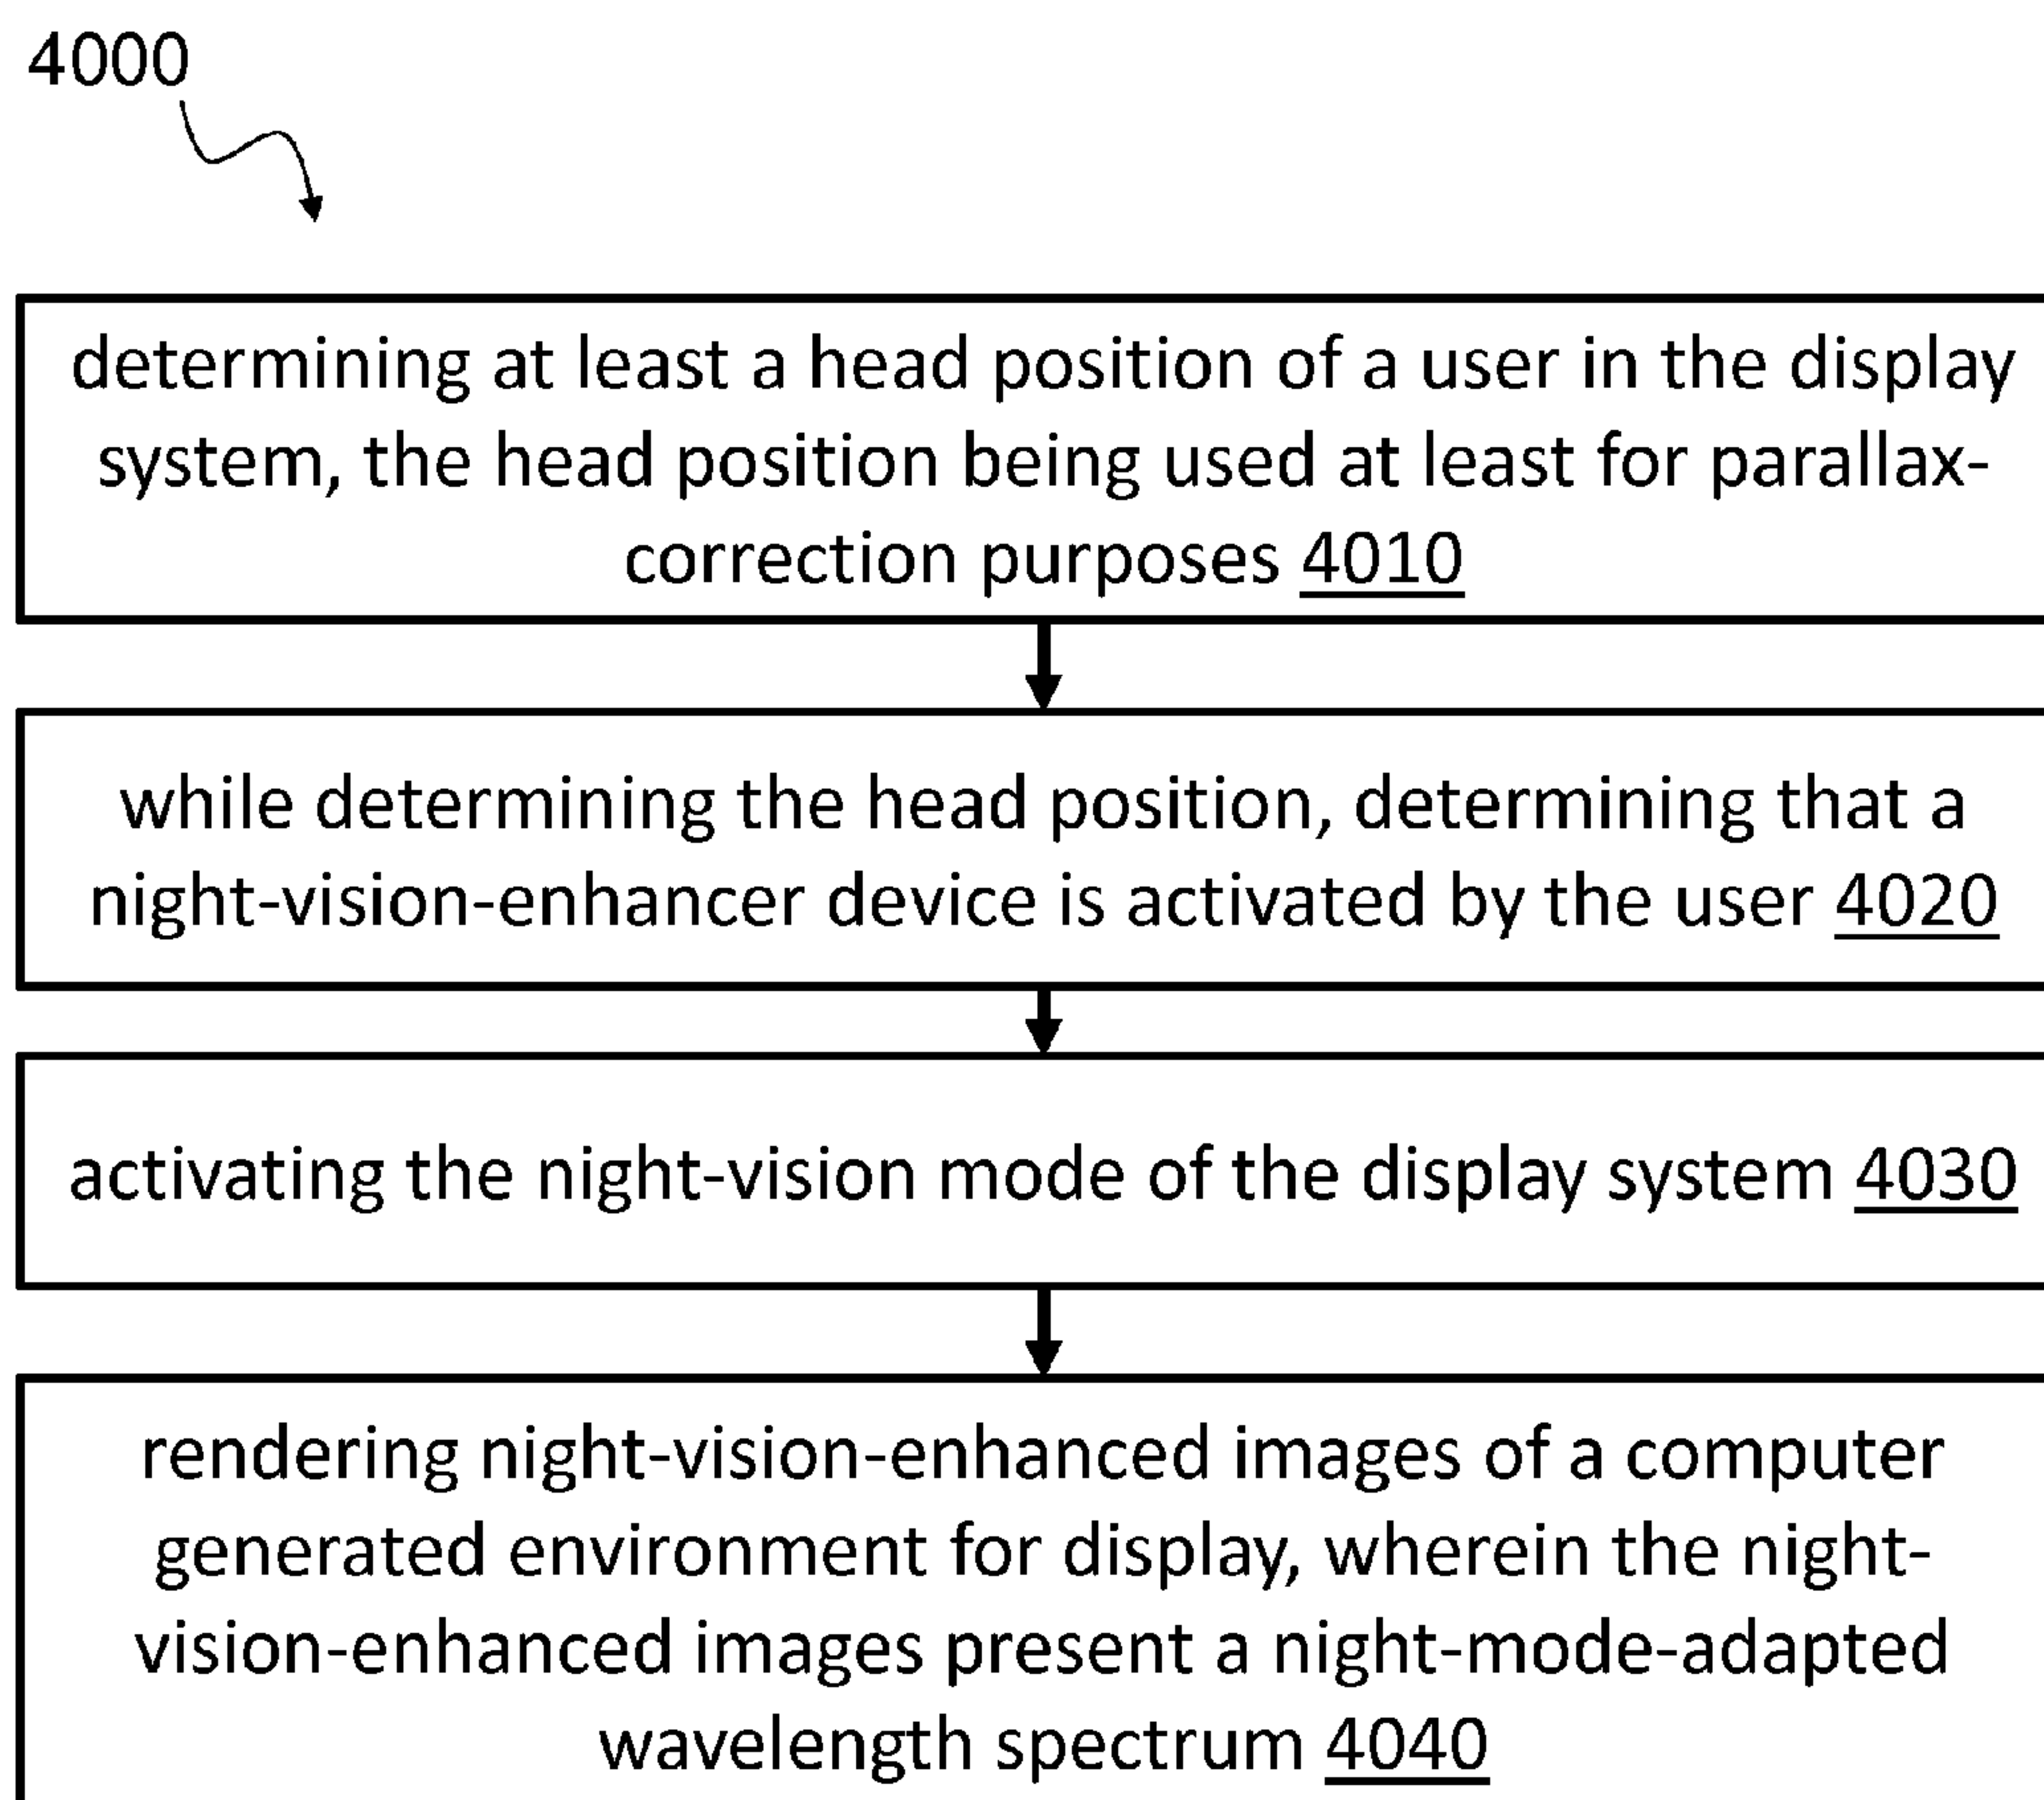 4000
determining at least a head position of a user in the display
system, the head position being used at least for parallax-
correction purposes 4010
while determining the head position, determining that a
night-vision-enhancer device is activated by the user 4020
activating the night-vision mode of the display system 4030
rendering night-vision-enhanced images of a computer
generated environment for display, wherein the night-
vision-enhanced images present a night-mode-adapted
wavelength spectrum 4040